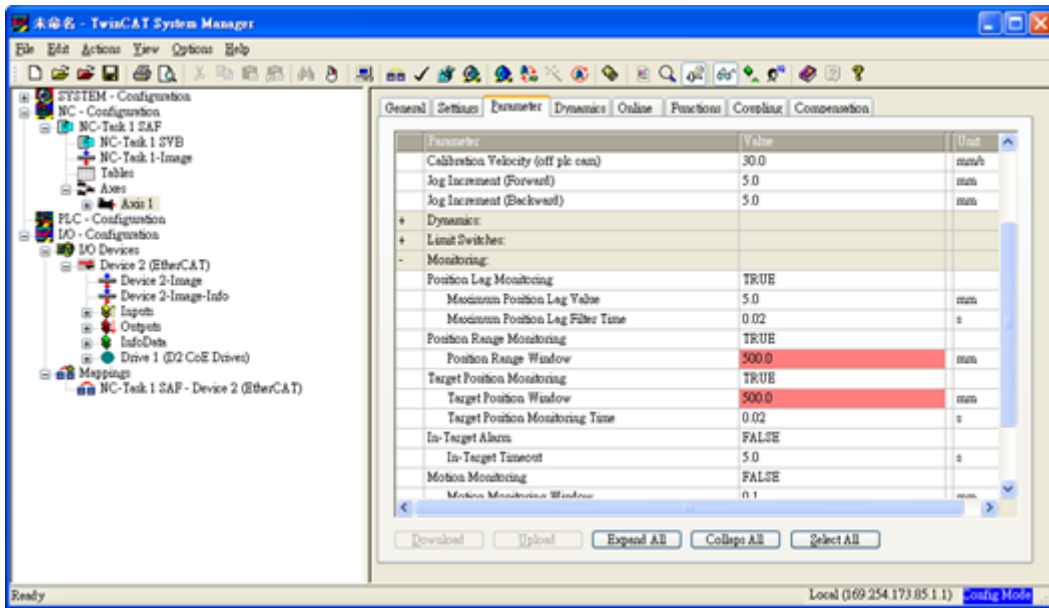 未命名 - TwinCAT System Manager
File Edit Actions View Options Help
SYSTEM - Configuration
NC - Configuration
NC-Task 1 SAF
NC-Task 1 SVB
NC-Task 1-Image
Tables
Axes
Axis 1
PLC - Configuration
I/O - Configuration
I/O Devices
Device 2 (EtherCAT)
Device 2-Image
Device 2-Image-Info
Inputs
Outputs
InfoData
Drive 1 (D2 CoE Drives)
Mappings
NC-Task 1 SAF - Device 2 (EtherCAT)
General Settings Parameter Dynamics Online Functions Coupling Compensation
Parameter Value Unit
Calibration Velocity (off plc cam) 30.0 mm/s
Jog Increment (Forward) 5.0 mm
Jog Increment (Backward) 5.0 mm
+ Dynamics:
+ Limit Switches:
- Monitoring:
Position Lag Monitoring TRUE
Maximum Position Lag Value 5.0 mm
Maximum Position Lag Filter Time 0.02 s
Position Range Monitoring TRUE
Position Range Window 500.0 mm
Target Position Monitoring TRUE
Target Position Window 500.0 mm
Target Position Monitoring Time 0.02 s
In-Target Alarm FALSE
In-Target Timeout 5.0 s
Motion Monitoring FALSE
Motion Monitoring Window 0.1 mm
Download Upload Expand All Collaps All Select All
Ready Local (169.254.173.85.1.1) Config Mode